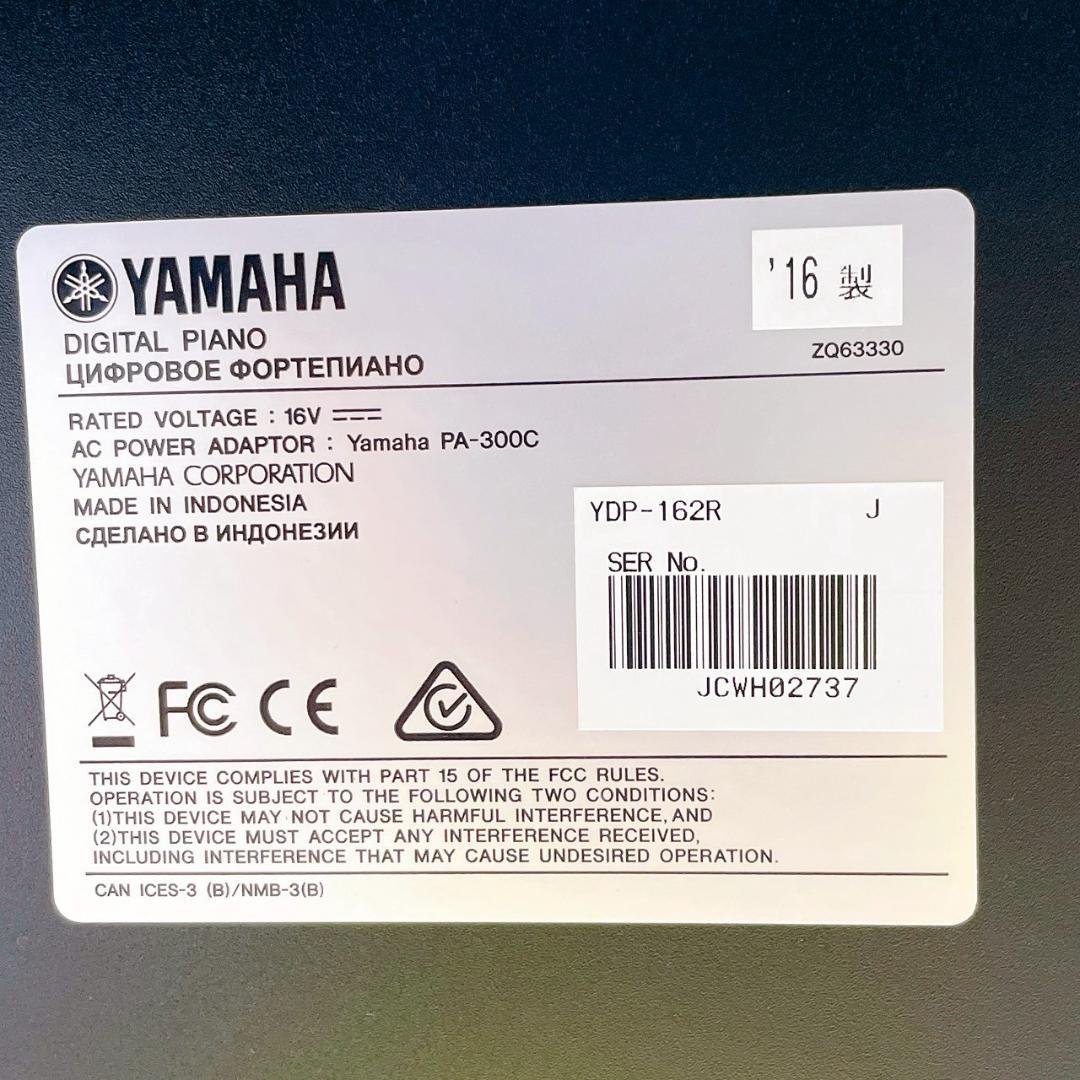 YAMAHA
DIGITAL PIANO
ЦИФРОВОЕ ФОРТЕПИАНО
'16 製
ZQ63330
RATED VOLTAGE : 16V ⎓
AC POWER ADAPTOR : Yamaha PA-300C
YAMAHA CORPORATION
MADE IN INDONESIA
СДЕЛАНО В ИНДОНЕЗИИ
YDP-162R J
SER No.
JCWH02737
FC CE
THIS DEVICE COMPLIES WITH PART 15 OF THE FCC RULES.
OPERATION IS SUBJECT TO THE FOLLOWING TWO CONDITIONS:
(1)THIS DEVICE MAY NOT CAUSE HARMFUL INTERFERENCE,AND
(2)THIS DEVICE MUST ACCEPT ANY INTERFERENCE RECEIVED,
INCLUDING INTERFERENCE THAT MAY CAUSE UNDESIRED OPERATION.
CAN ICES-3 (B)/NMB-3(B)